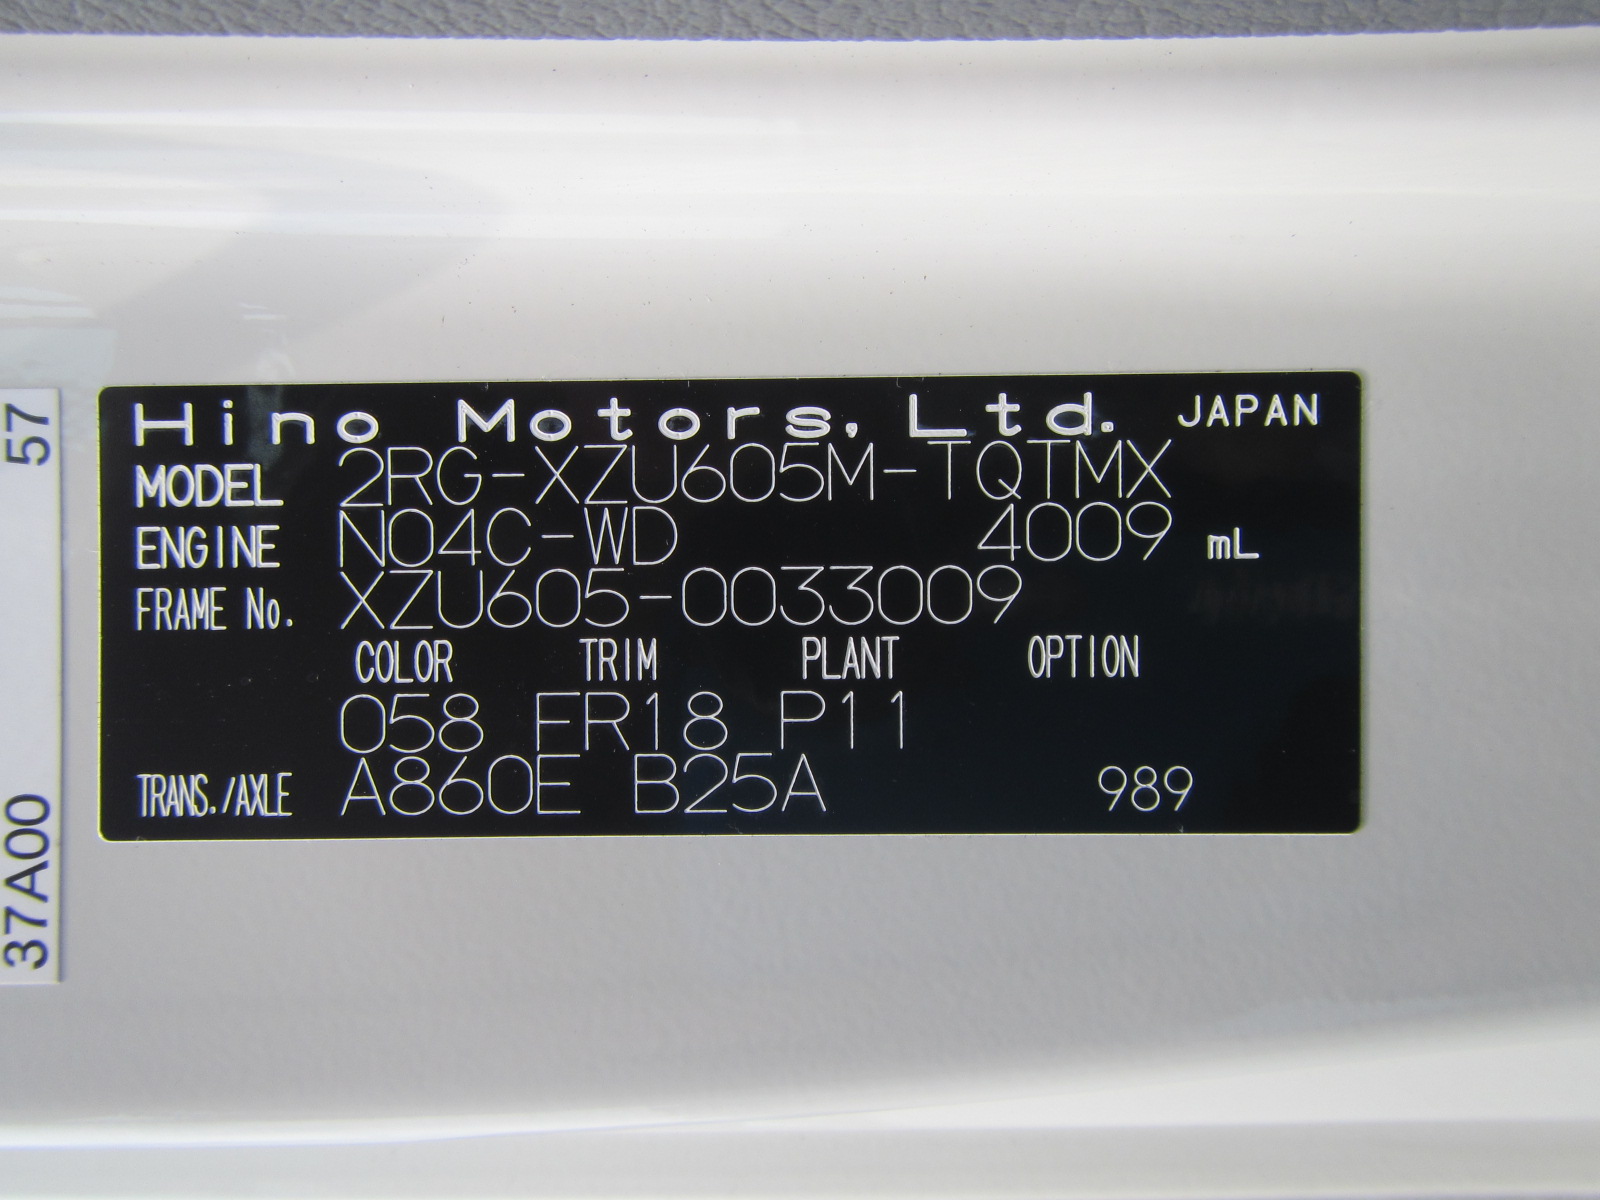 Hino Motors, Ltd. JAPAN
MODEL 2RG-XZU605M-TQTMX
ENGINE N04C-WD 4009 mL
FRAME No. XZU605-0033009
COLOR TRIM PLANT OPTION
058 FR18 P11
TRANS./AXLE A860E B25A 989
37A00 57